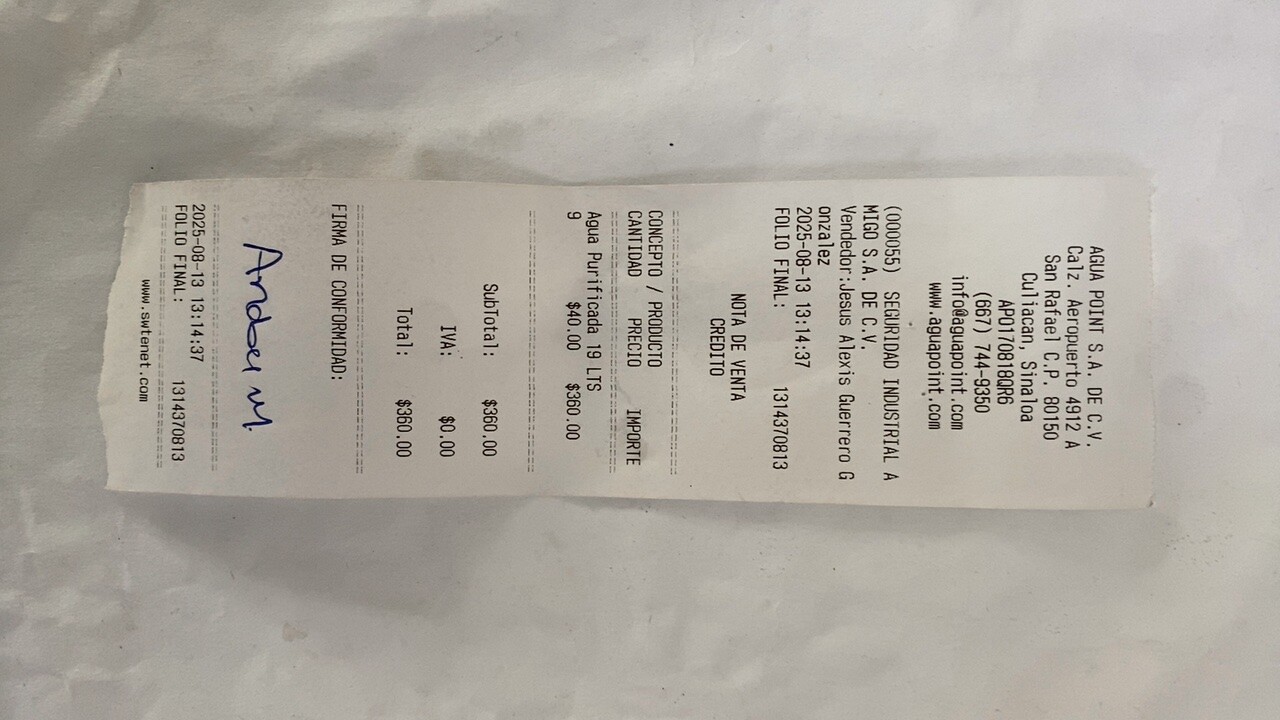 AGUA POINT S.A. DE C.V.
Calz. Aeropuerto 4912 A
San Rafael C.P. 80150
Culiacan, Sinaloa
APO170818QR6
(667) 744-9350
info@aguapoint.com
www.aguapoint.com
(000055) SEGURIDAD INDUSTRIAL A
MIGO S.A. DE C.V.
Vendedor:Jesus Alexis Guerrero G
onzalez
2025-08-13 13:14:37
FOLIO FINAL: 1314370813
NOTA DE VENTA
CREDITO
CONCEPTO / PRODUCTO
CANTIDAD PRECIO IMPORTE
Agua Purificada 19 LTS
9 $40.00 $360.00
SubTotal: $360.00
IVA: $0.00
Total: $360.00
FIRMA DE CONFORMIDAD:
2025-08-13 13:14:37
FOLIO FINAL: 1314370813
www.swtenet.com